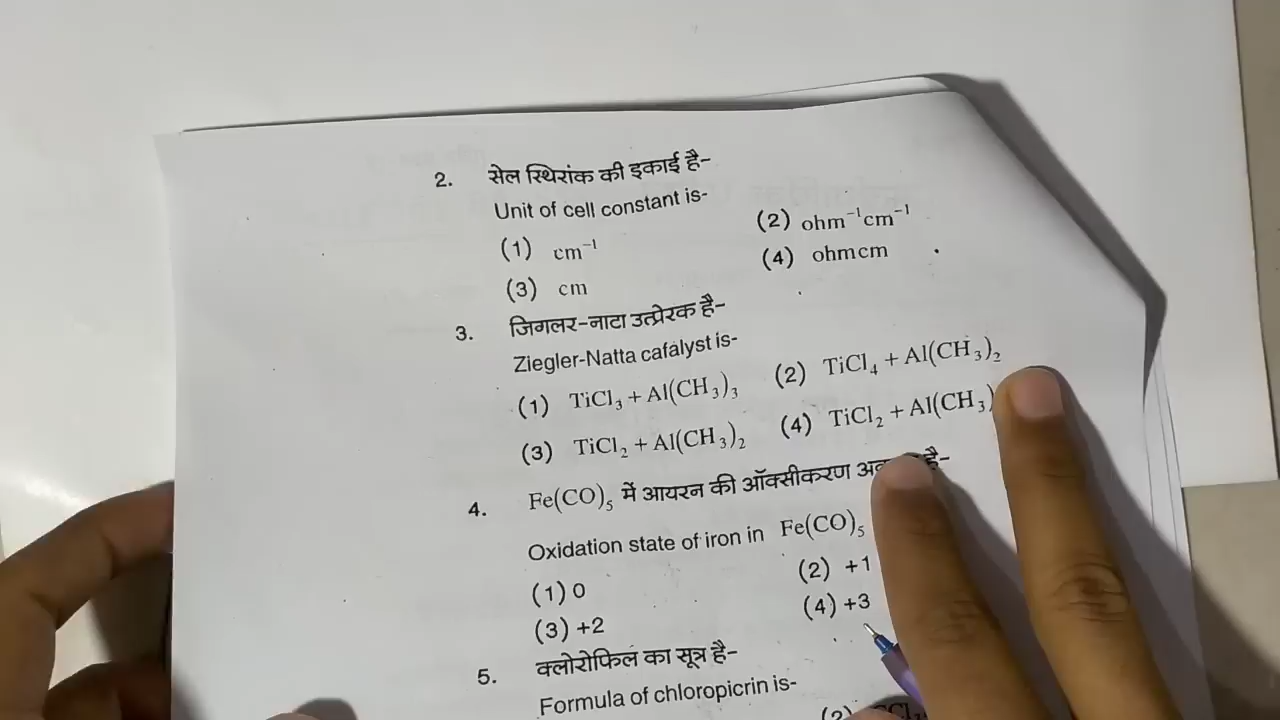 2. सेल स्थिरांक की इकाई है-
Unit of cell constant is-
(1) cm⁻¹ (2) ohm⁻¹cm⁻¹
(3) cm (4) ohmcm
3. जिगलर-नाटा उत्प्रेरक है-
Ziegler-Natta cafalyst is-
(1) TiCl₃ + Al(CH₃)₃ (2) TiCl₄ + Al(CH₃)₂
(3) TiCl₂ + Al(CH₃)₂ (4) TiCl₂ + Al(CH₃)
4. Fe(CO)₅ में आयरन की ऑक्सीकरण है-
Oxidation state of iron in Fe(CO)₅
(1) 0 (2) +1
(3) +2 (4) +3
5. क्लोरोफिल का सूत्र है-
Formula of chloropicrin is-
(2)